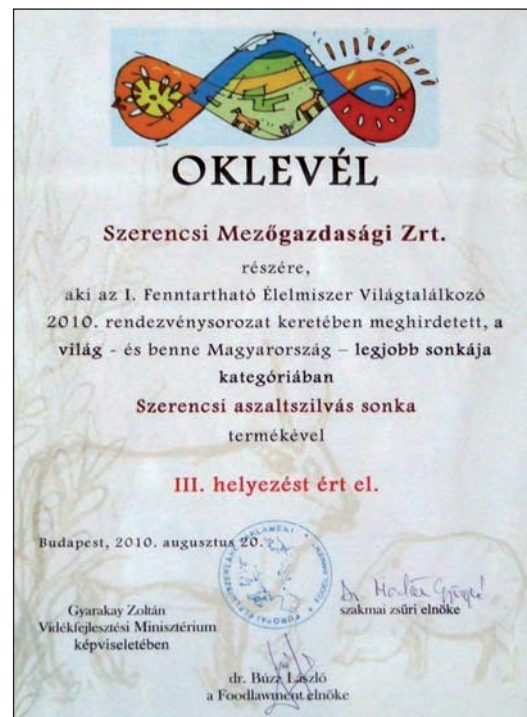 OKLEVÉL
Szerencsi Mezőgazdasági Zrt.
részére,
aki az I. Fenntartható Élelmiszer Világtalálkozó
2010. rendezvénysorozat keretében meghirdetett, a
világ - és benne Magyarország – legjobb sonkája
kategóriában
Szerencsi aszaltszilvás sonka
termékével
III. helyezést ért el.
Budapest, 2010. augusztus 20.
Gyarakay Zoltán
Vidékfejlesztési Minisztérium
képviseletében
szakmai zsűri elnöke
dr. Búzá László
a Foodlawment elnöke